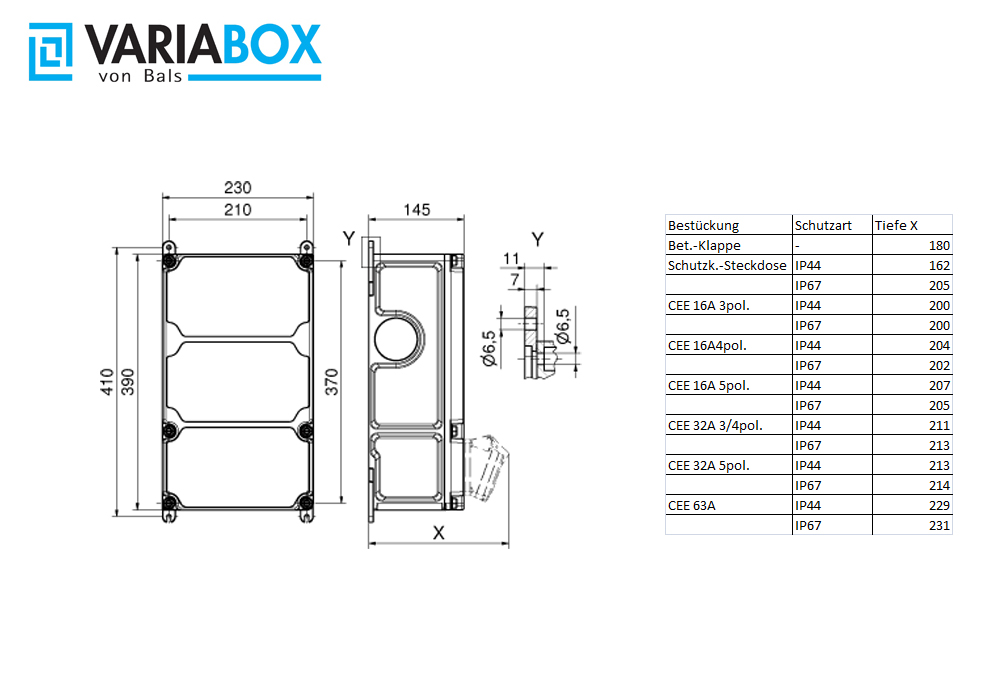 VARIABOX
von Bals
230
210
145
Y
Y
11
7
Ø6,5
Ø6,5
410
390
370
X
Bestückung Schutzart Tiefe X
Bet.-Klappe - 180
Schutzk.-Steckdose IP44 162
IP67 205
CEE 16A 3pol. IP44 200
IP67 200
CEE 16A4pol. IP44 204
IP67 202
CEE 16A 5pol. IP44 207
IP67 205
CEE 32A 3/4pol. IP44 211
IP67 213
CEE 32A 5pol. IP44 213
IP67 214
CEE 63A IP44 229
IP67 231